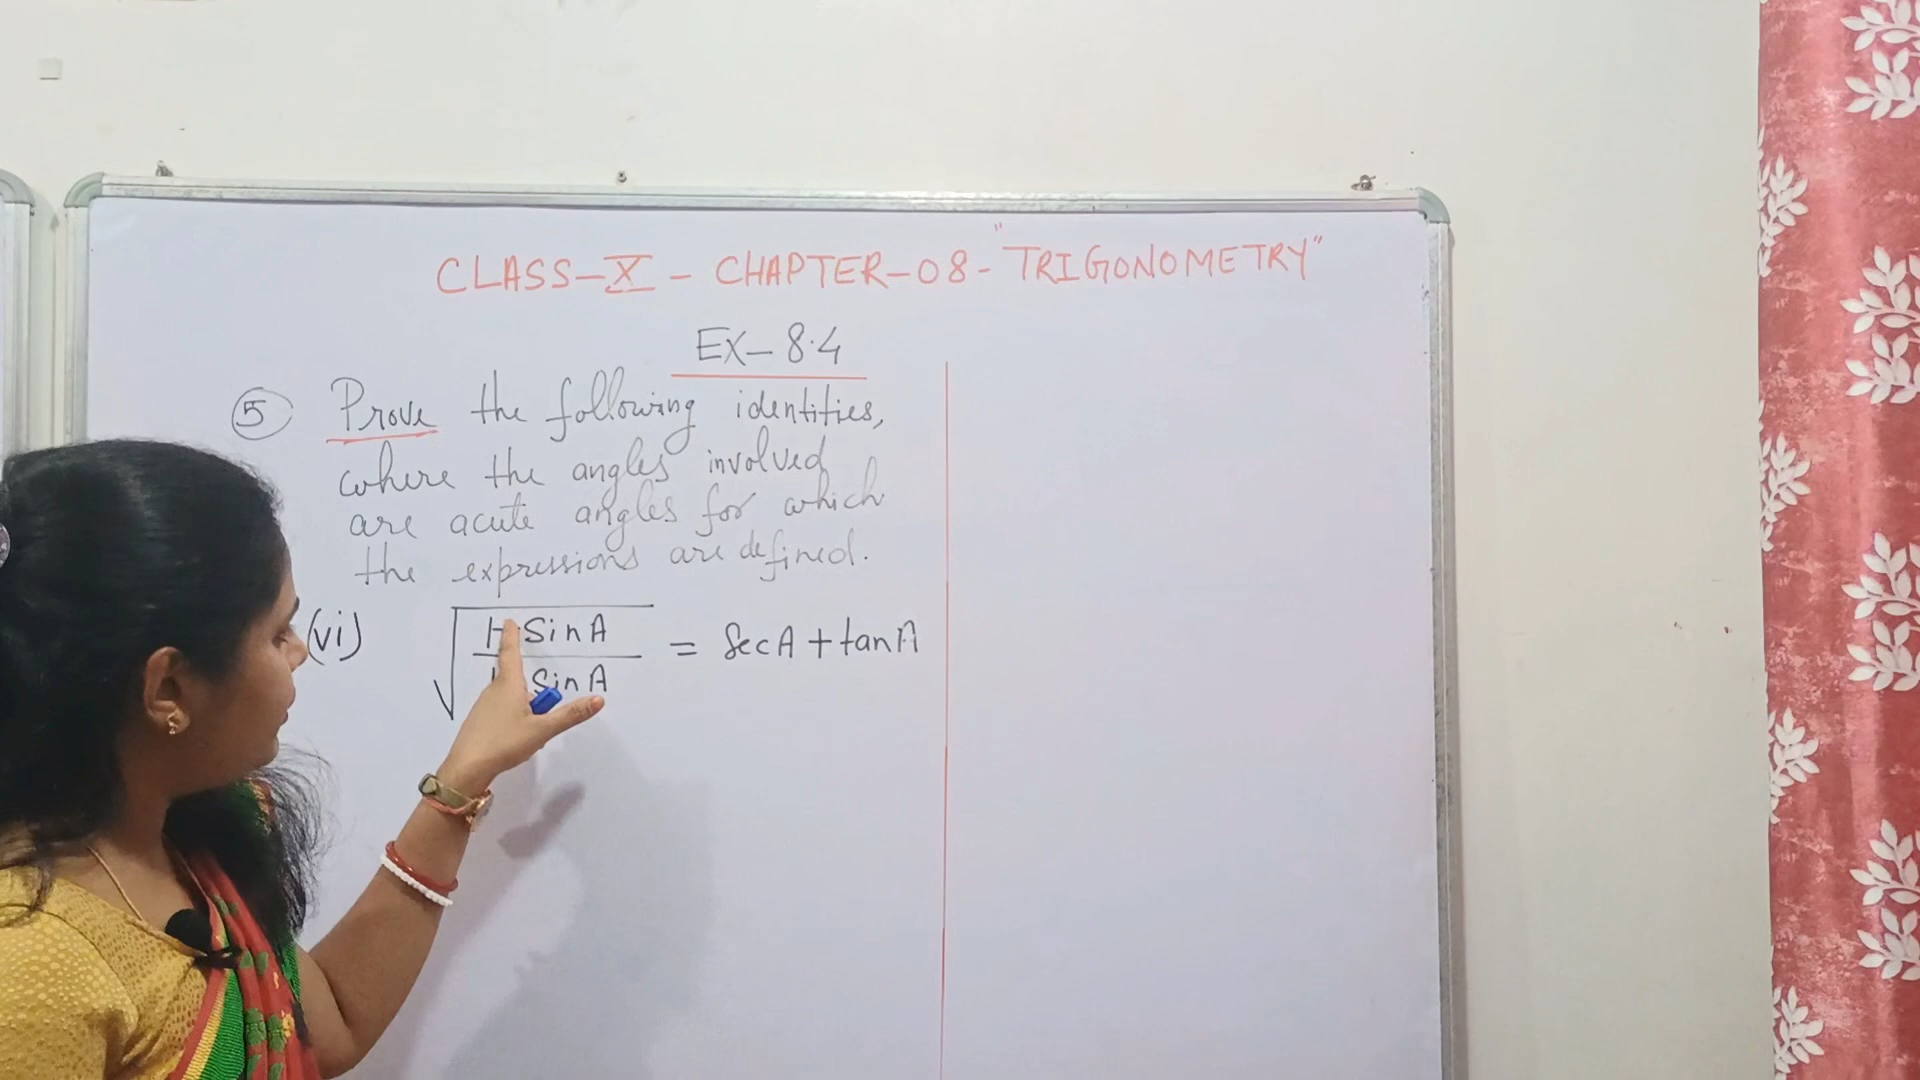 CLASS-X - CHAPTER-08- "TRIGONOMETRY"
EX-8.4
5 Prove the following identities,
where the angles involved
are acute angles for which
the expressions are defined.
(vi) √ 1 SinA = SecA + tanA
SinA